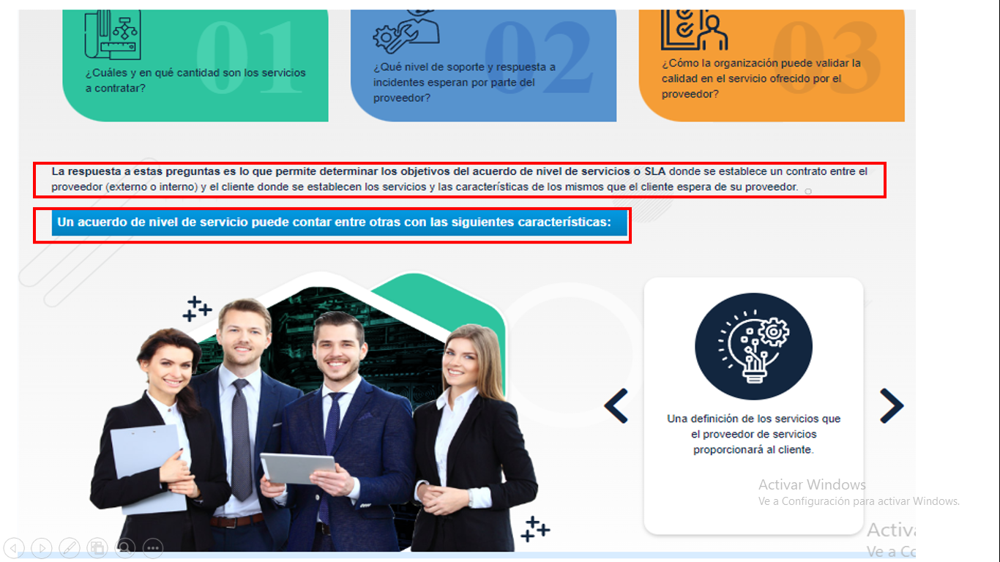 01
¿Cuáles y en qué cantidad son los servicios
a contratar?
02
¿Qué nivel de soporte y respuesta a
incidentes esperan por parte del
proveedor?
03
¿Cómo la organización puede validar la
calidad en el servicio ofrecido por el
proveedor?
La respuesta a estas preguntas es lo que permite determinar los objetivos del acuerdo de nivel de servicios o SLA donde se establece un contrato entre el
proveedor (externo o interno) y el cliente donde se establecen los servicios y las características de los mismos que el cliente espera de su proveedor.
Un acuerdo de nivel de servicio puede contar entre otras con las siguientes características:
Una definición de los servicios que
el proveedor de servicios
proporcionará al cliente.
Activar Windows
Ve a Configuración para activar Windows.
Activa
Ve a Co